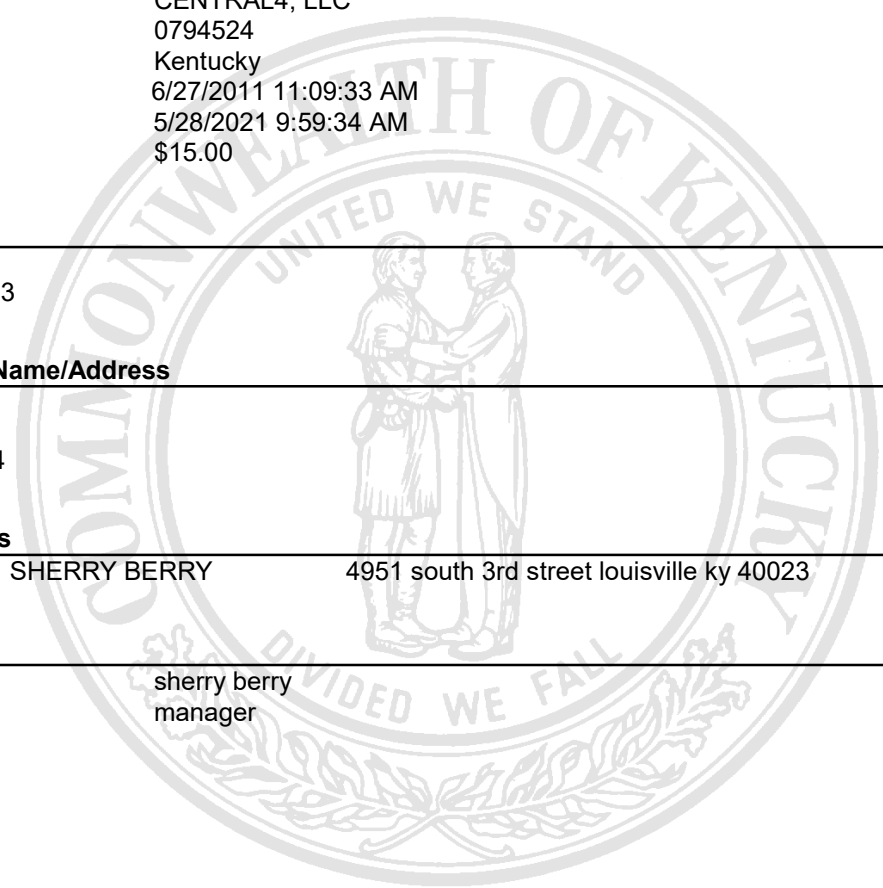 CENTRAL4, LLC
0794524
Kentucky
6/27/2011 11:09:33 AM
5/28/2021 9:59:34 AM
$15.00
3
Name/Address
4
s
SHERRY BERRY 4951 south 3rd street louisville ky 40023
sherry berry
manager
COMMONWEALTH OF KENTUCKY
UNITED WE STAND
DIVIDED WE FALL